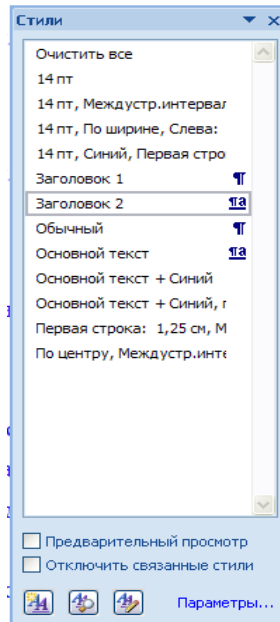 Стили
Очистить все
14 пт
14 пт, Междустр.интервал
14 пт, По ширине, Слева:
14 пт, Синий, Первая стро
Заголовок 1 ¶
Заголовок 2 ¶a
Обычный ¶
Основной текст ¶a
Основной текст + Синий
Основной текст + Синий, г
Первая строка: 1,25 см, М
По центру, Междустр.инте
Предварительный просмотр
Отключить связанные стили
Параметры...